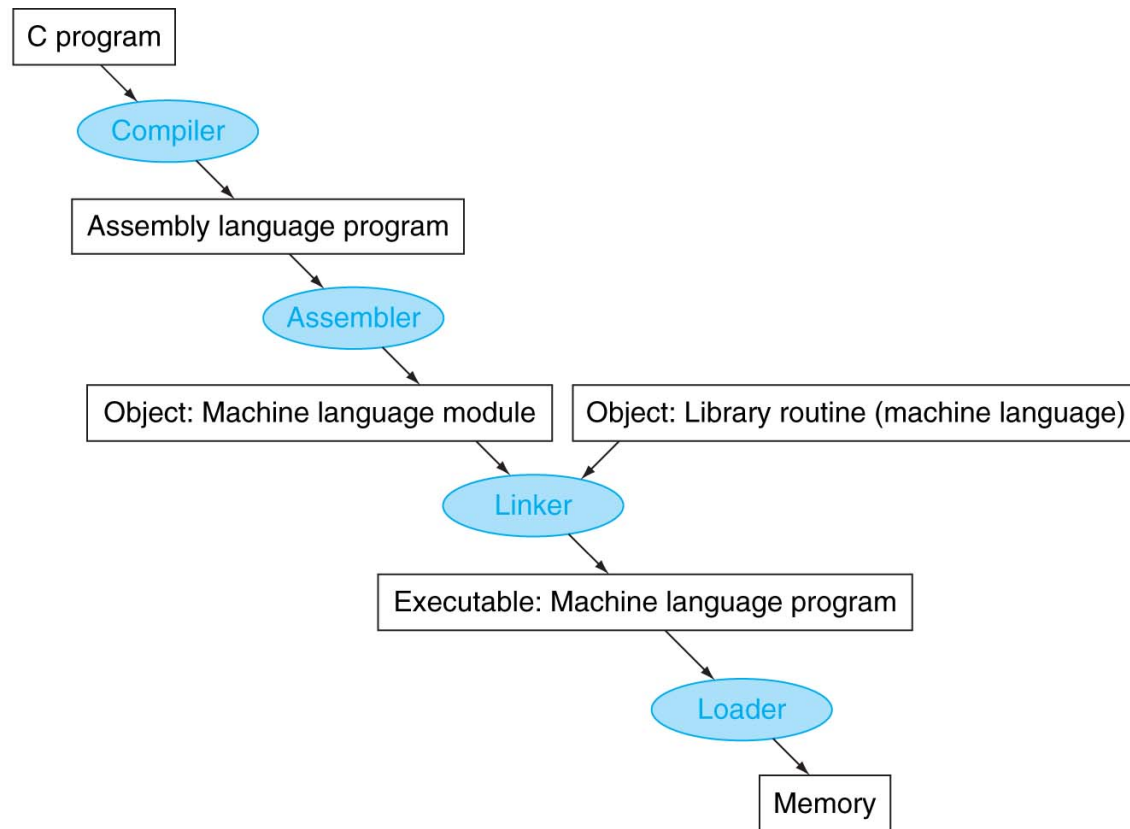 C program
Compiler
Assembly language program
Assembler
Object: Machine language module
Object: Library routine (machine language)
Linker
Executable: Machine language program
Loader
Memory